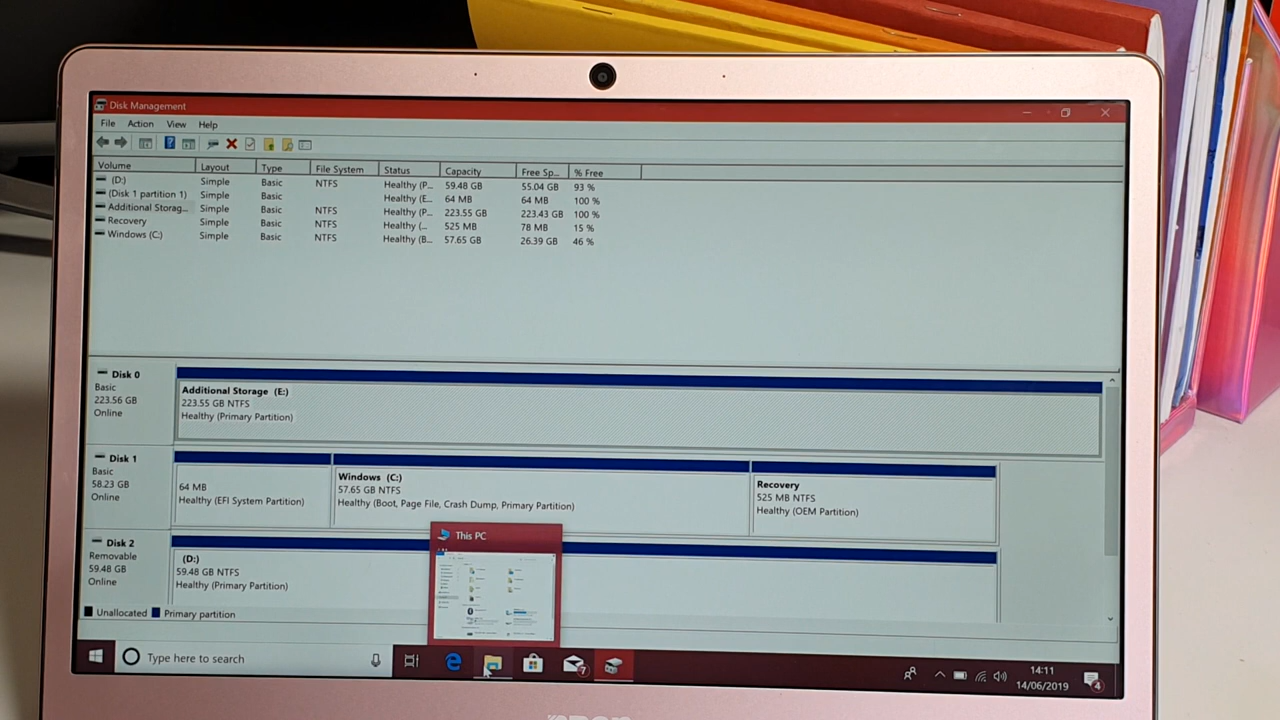 Disk Management
File Action View Help
Volume Layout Type File System Status Capacity Free Sp... % Free
(D:) Simple Basic NTFS Healthy (P... 59.48 GB 55.04 GB 93 %
(Disk 1 partition 1) Simple Basic Healthy (E... 64 MB 64 MB 100 %
Additional Storag... Simple Basic NTFS Healthy (P... 223.55 GB 223.43 GB 100 %
Recovery Simple Basic NTFS Healthy (... 525 MB 78 MB 15 %
Windows (C:) Simple Basic NTFS Healthy (B... 57.65 GB 26.39 GB 46 %
Disk 0
Basic
223.56 GB
Online
Additional Storage (E:)
223.55 GB NTFS
Healthy (Primary Partition)
Disk 1
Basic
58.23 GB
Online
64 MB
Healthy (EFI System Partition)
Windows (C:)
57.65 GB NTFS
Healthy (Boot, Page File, Crash Dump, Primary Partition)
Recovery
525 MB NTFS
Healthy (OEM Partition)
Disk 2
Removable
59.48 GB
Online
(D:)
59.48 GB NTFS
Healthy (Primary Partition)
This PC
Unallocated Primary partition
Type here to search
7
14:11
14/06/2019
4